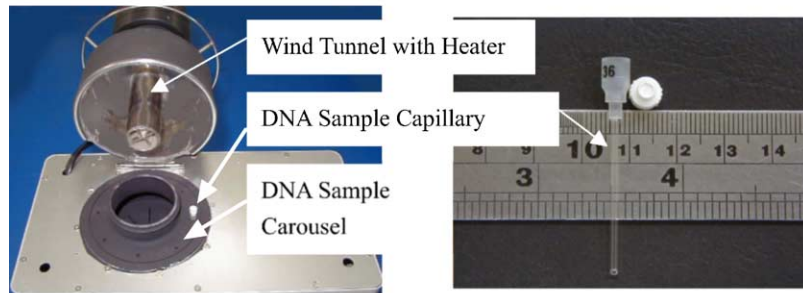 Wind Tunnel with Heater
DNA Sample Capillary
DNA Sample
Carousel
36
8 9 10 11 12 13 14
3 4